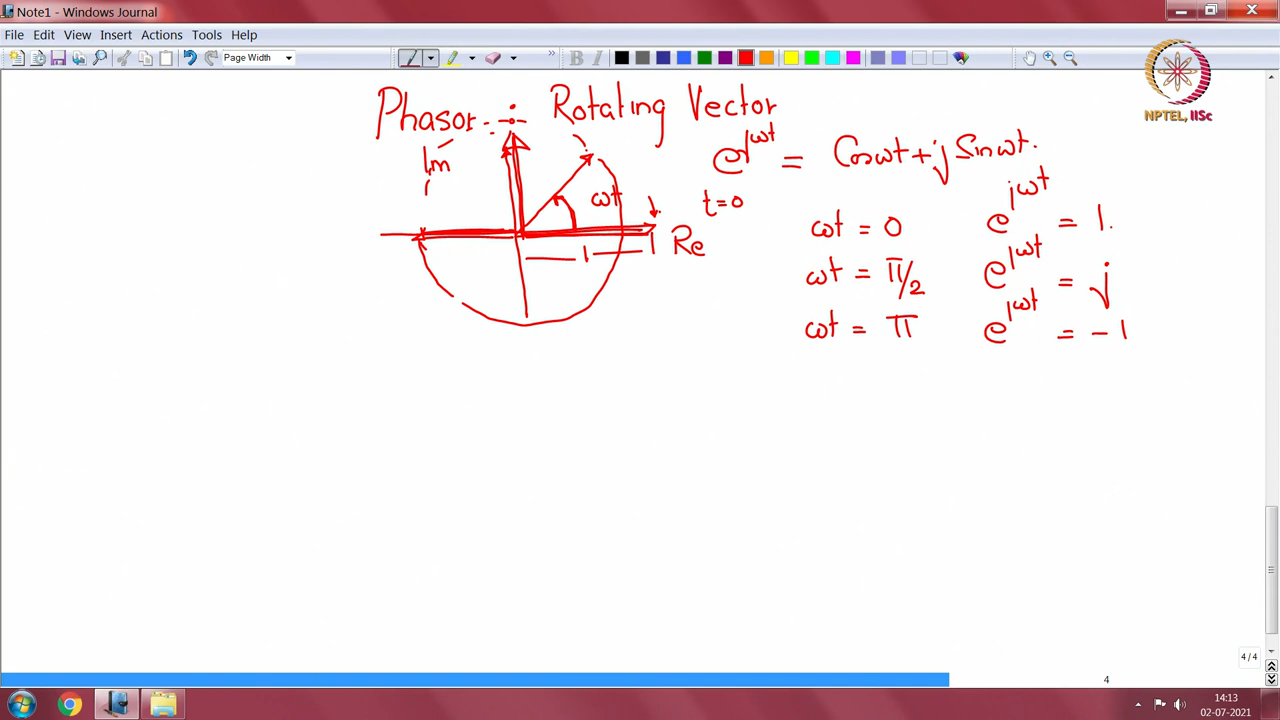 Note1 - Windows Journal
File Edit View Insert Actions Tools Help
Page Width
B I
NPTEL, IISc
Phasor :- Rotating Vector
Im
e^jωt = Cosωt + j Sinωt.
ωt
t=0
1
1 Re
ωt = 0 e^jωt = 1.
ωt = π/2 e^jωt = j
ωt = π e^jωt = -1
4/4
4
14:13
02-07-2021